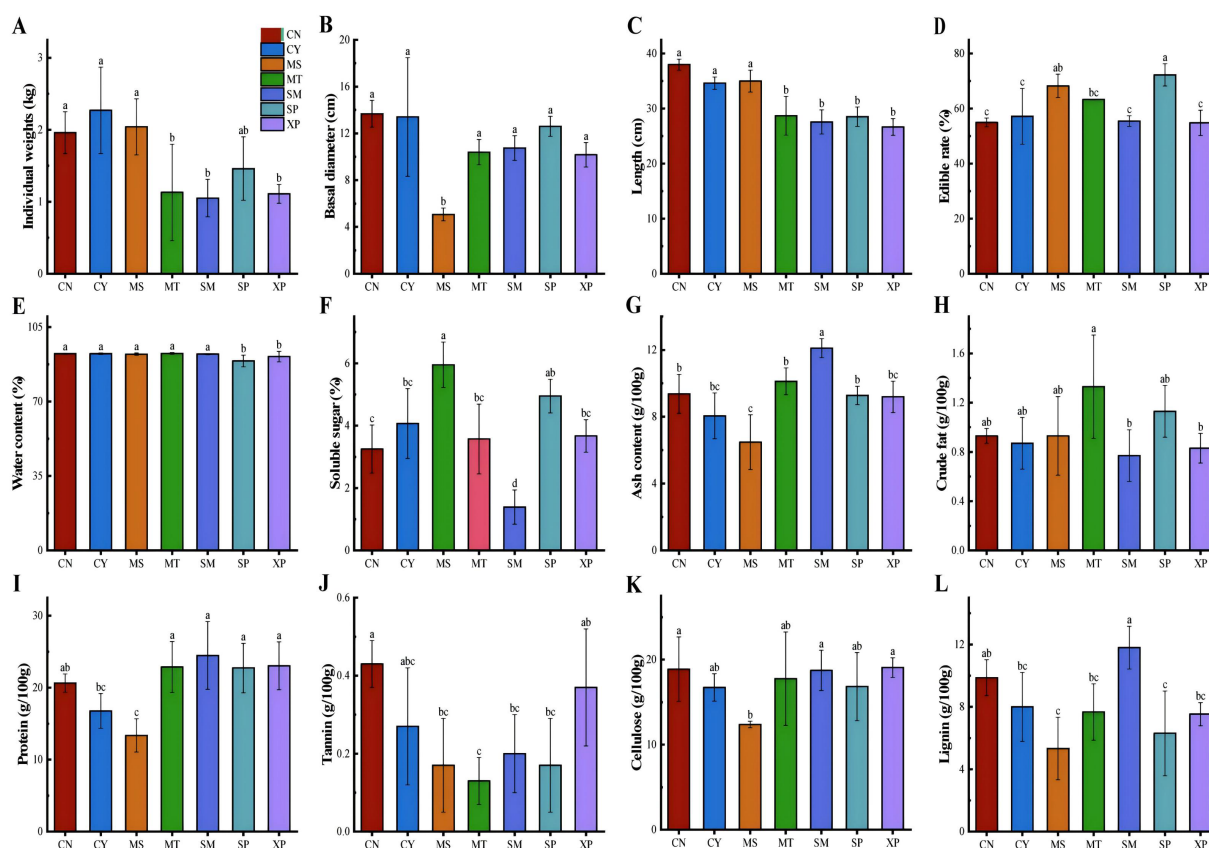 A
Individual weights (kg)
3
2
1
0
a
a
a
b
b
ab
b
CN
CY
MS
MT
SM
SP
XP
CN CY MS MT SM SP XP
B
Basal diameter (cm)
20
16
12
8
4
0
a
a
b
a
a
a
a
CN CY MS MT SM SP XP
C
Length (cm)
40
30
20
10
0
a
a
a
b
b
b
b
CN CY MS MT SM SP XP
D
Edible rate (%)
80
60
40
20
0
c
c
ab
bc
c
a
c
CN CY MS MT SM SP XP
E
Water content (%)
105
70
35
0
a
a
a
a
a
b
b
CN CY MS MT SM SP XP
F
Soluble sugar (%)
6
4
2
0
c
bc
a
bc
d
ab
bc
CN CY MS MT SM SP XP
G
Ash content (g/100g)
12
8
4
0
b
bc
c
b
a
b
bc
CN CY MS MT SM SP XP
H
Crude fat (g/100g)
1.6
1.2
0.8
0.4
0.0
ab
ab
ab
a
b
ab
b
CN CY MS MT SM SP XP
I
Protein (g/100g)
30
20
10
0
ab
bc
c
a
a
a
a
CN CY MS MT SM SP XP
J
Tannin (g/100g)
0.6
0.4
0.2
0.0
a
abc
bc
c
bc
bc
ab
CN CY MS MT SM SP XP
K
Cellulose (g/100g)
20
10
0
a
ab
b
ab
a
ab
a
CN CY MS MT SM SP XP
L
Lignin (g/100g)
12
8
4
0
ab
bc
c
bc
a
c
bc
CN CY MS MT SM SP XP